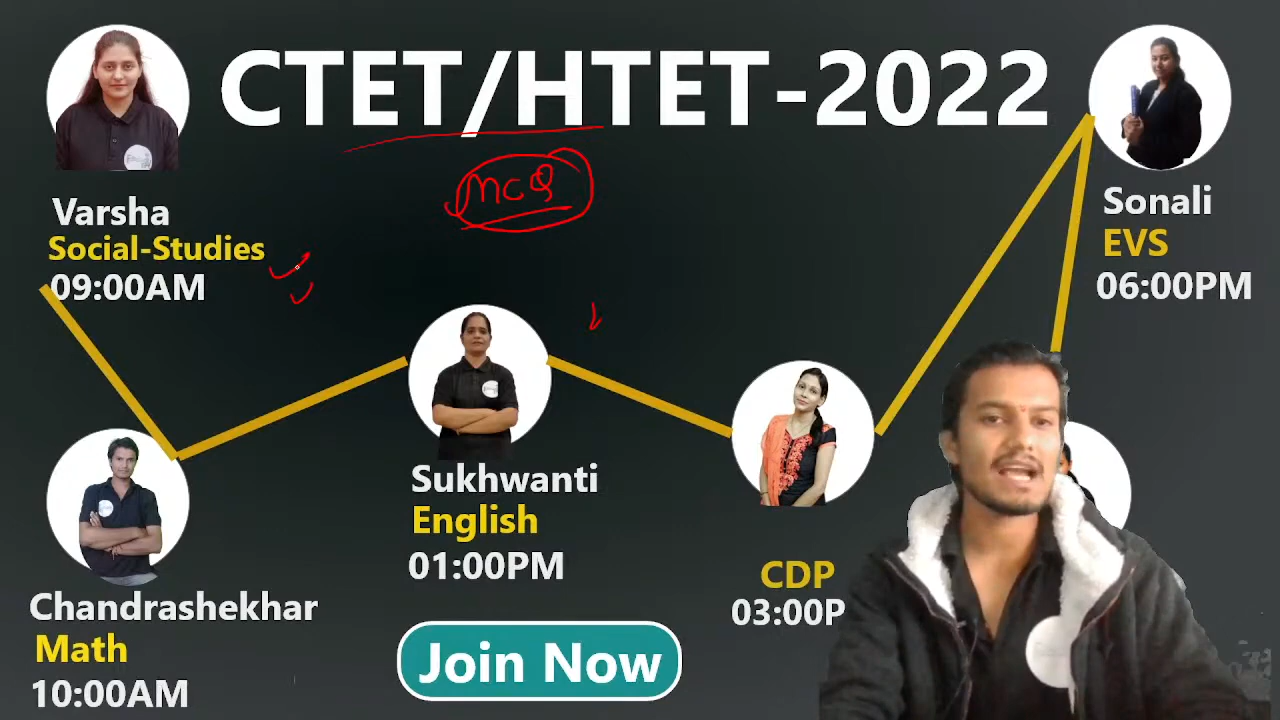 CTET/HTET-2022
MCQ
Varsha
Social-Studies
09:00AM
Sonali
EVS
06:00PM
Sukhwanti
English
01:00PM
CDP
03:00P
Chandrashekhar
Math
10:00AM
Join Now